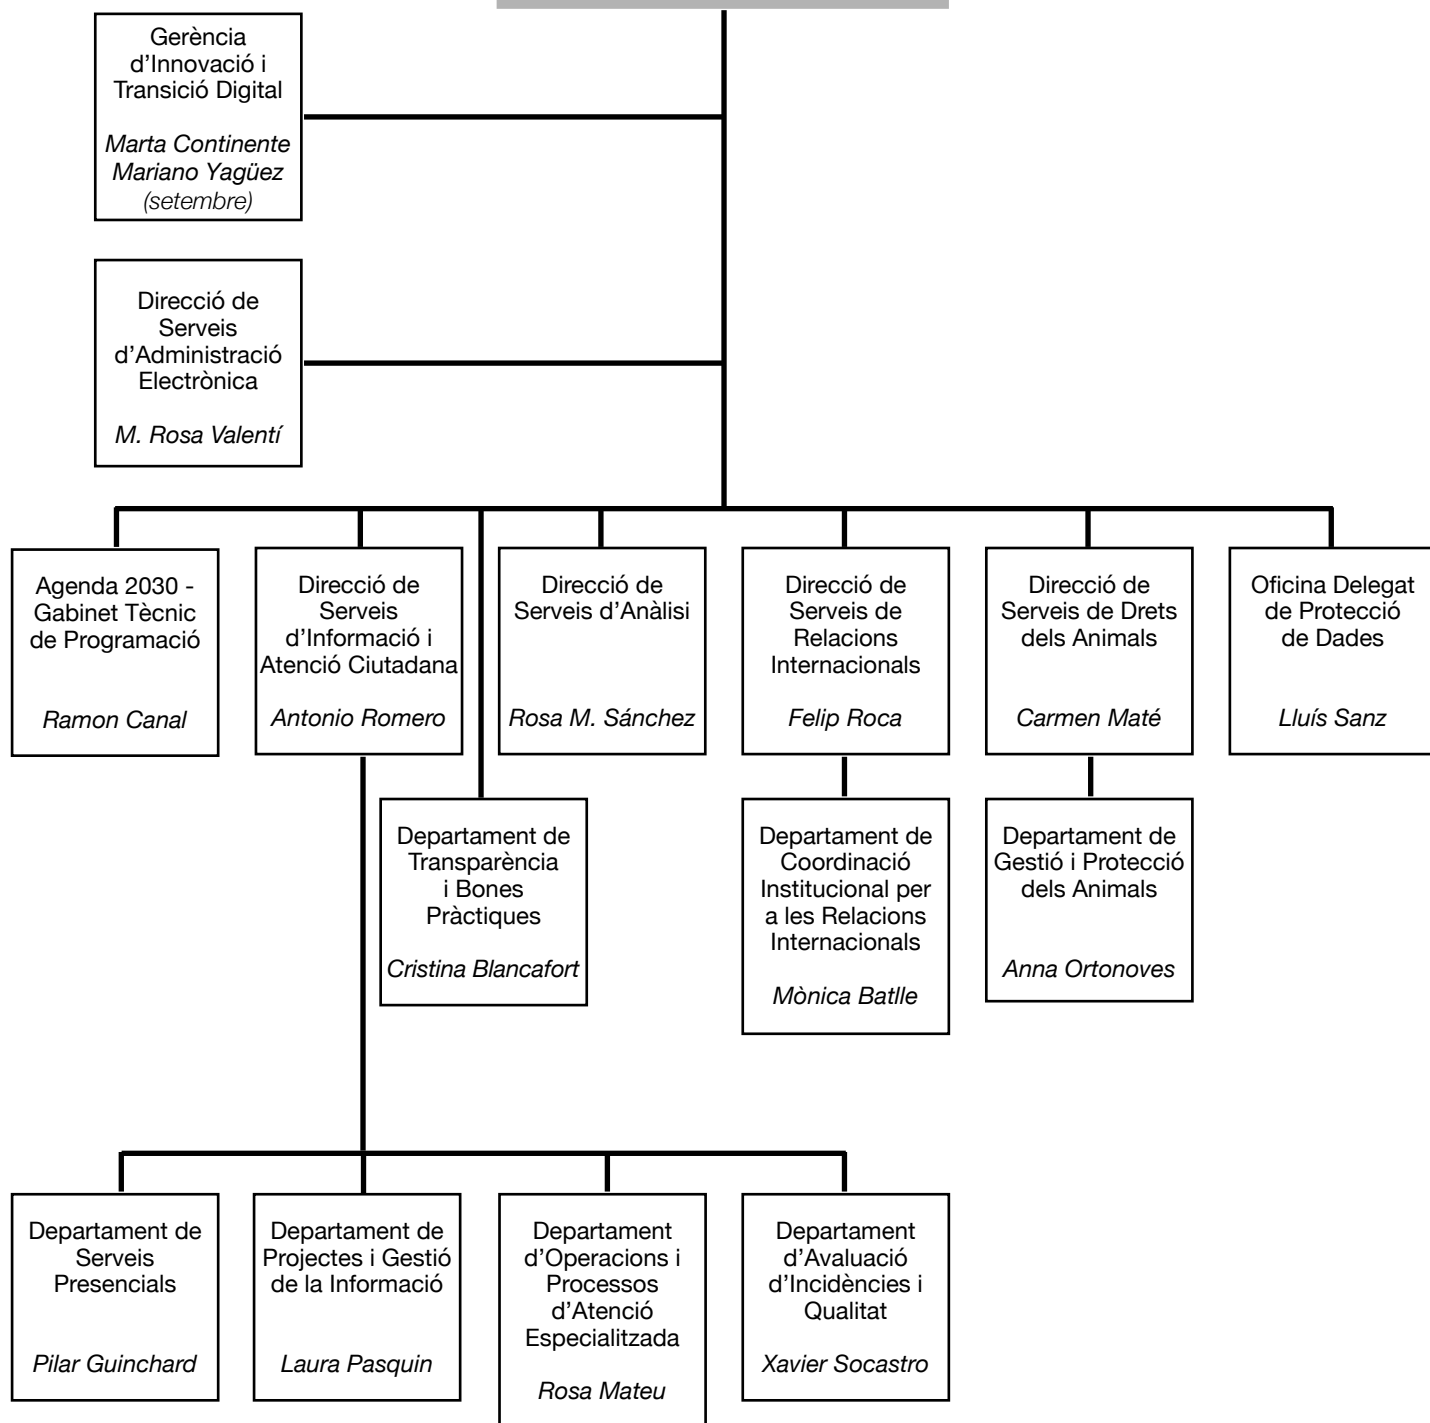 Gerència
d’Innovació i
Transició Digital
Marta Continente
Mariano Yagüez
(setembre)
Direcció de
Serveis
d’Administració
Electrònica
M. Rosa Valentí
Agenda 2030 -
Gabinet Tècnic
de Programació
Ramon Canal
Direcció de
Serveis
d’Informació i
Atenció Ciutadana
Antonio Romero
Direcció de
Serveis d’Anàlisi
Rosa M. Sánchez
Direcció de
Serveis de
Relacions
Internacionals
Felip Roca
Direcció de
Serveis de Drets
dels Animals
Carmen Maté
Oficina Delegat
de Protecció
de Dades
Lluís Sanz
Departament de
Transparència
i Bones
Pràctiques
Cristina Blancafort
Departament de
Coordinació
Institucional per
a les Relacions
Internacionals
Mònica Batlle
Departament de
Gestió i Protecció
dels Animals
Anna Ortonoves
Departament de
Serveis
Presencials
Pilar Guinchard
Departament de
Projectes i Gestió
de la Informació
Laura Pasquin
Departament
d’Operacions i
Processos
d’Atenció
Especialitzada
Rosa Mateu
Departament
d’Avaluació
d’Incidències i
Qualitat
Xavier Socastro